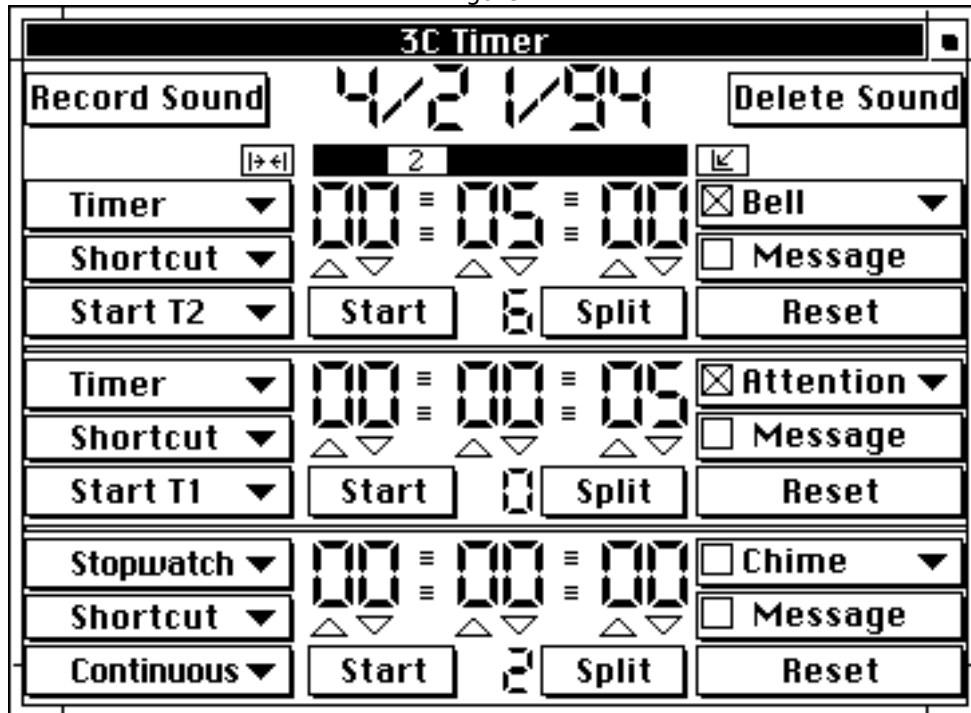 3C Timer
Record Sound 4/21/94 Delete Sound
2
Timer 00:05:00 Bell
Shortcut Message
Start T2 Start 6 Split Reset
Timer 00:00:05 Attention
Shortcut Message
Start T1 Start 0 Split Reset
Stopwatch 00:00:00 Chime
Shortcut Message
Continuous Start 2 Split Reset